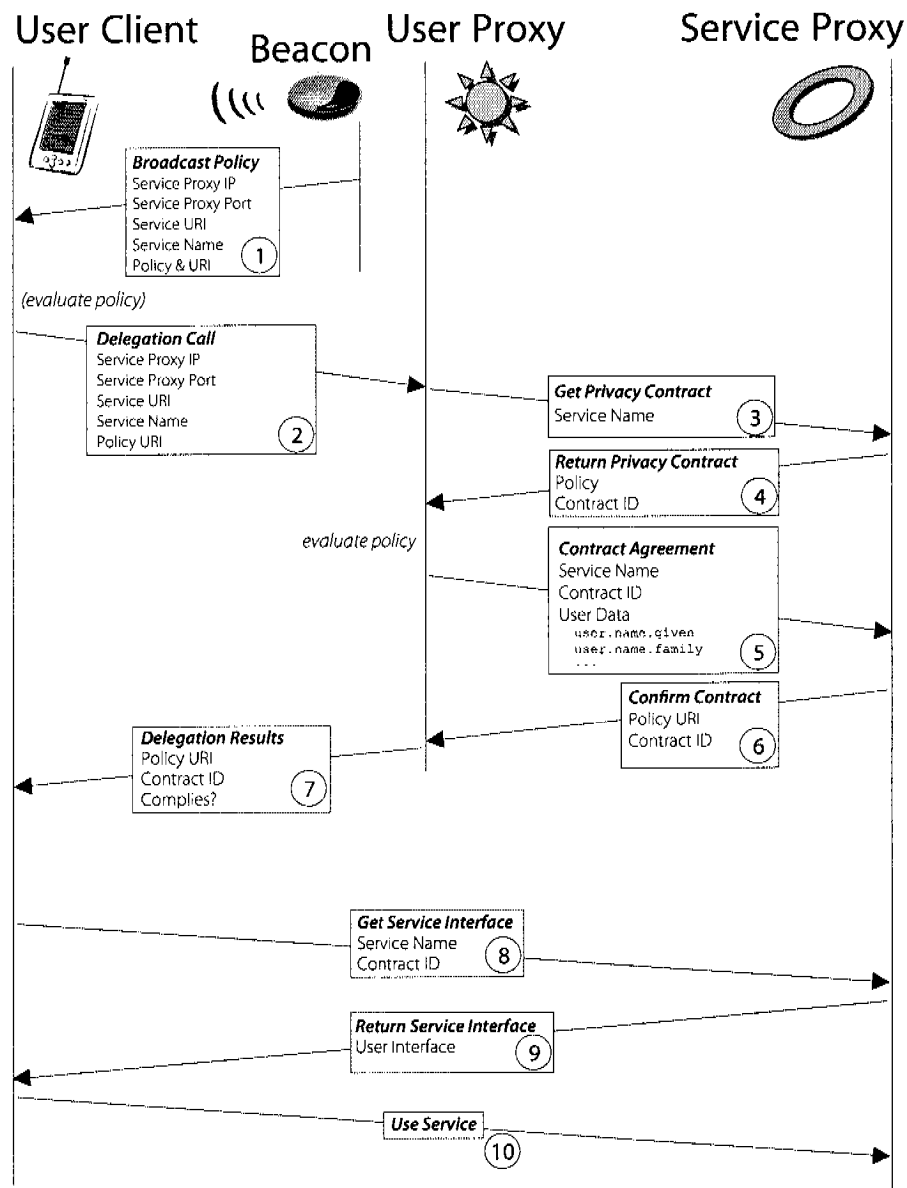 User Client
Beacon
User Proxy
Service Proxy
Broadcast Policy
Service Proxy IP
Service Proxy Port
Service URI
Service Name
Policy & URI
1
(evaluate policy)
Delegation Call
Service Proxy IP
Service Proxy Port
Service URI
Service Name
Policy URI
2
Get Privacy Contract
Service Name
3
Return Privacy Contract
Policy
Contract ID
4
evaluate policy
Contract Agreement
Service Name
Contract ID
User Data
user.name.given
user.name.family
...
5
Confirm Contract
Policy URI
Contract ID
6
Delegation Results
Policy URI
Contract ID
Complies?
7
Get Service Interface
Service Name
Contract ID
8
Return Service Interface
User Interface
9
Use Service
10